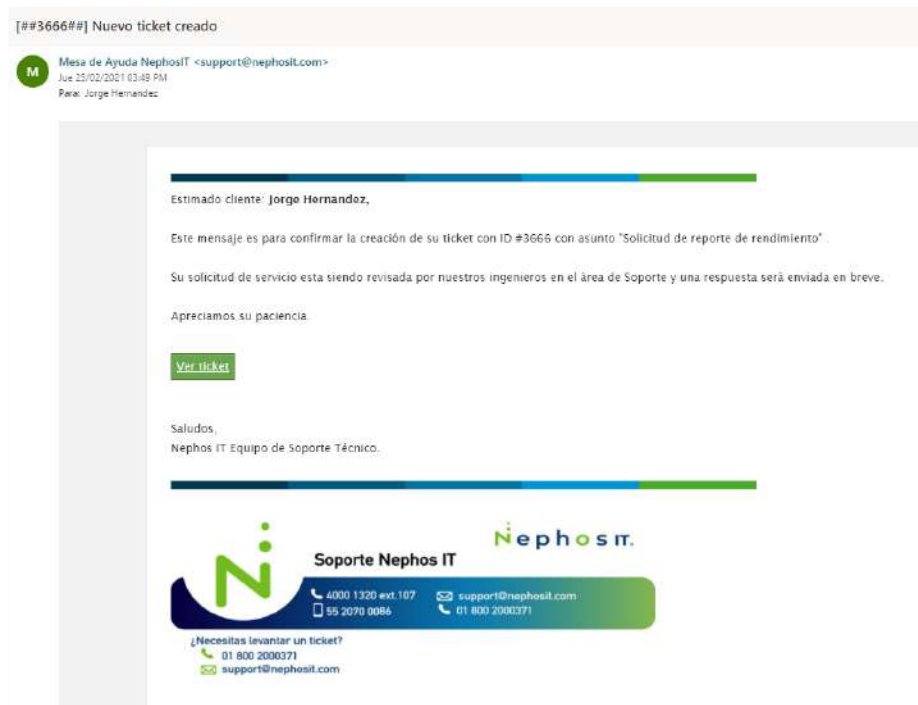 [##3666##] Nuevo ticket creado
M
Mesa de Ayuda NephosIT <support@nephosit.com>
Jue 25/02/2021 03:49 PM
Para: Jorge Hernandez
Estimado cliente: Jorge Hernandez,
Este mensaje es para confirmar la creación de su ticket con ID #3666 con asunto "Solicitud de reporte de rendimiento" .
Su solicitud de servicio esta siendo revisada por nuestros ingenieros en el área de Soporte y una respuesta será enviada en breve.
Apreciamos su paciencia.
Ver ticket
Saludos,
Nephos IT Equipo de Soporte Técnico.
Nephos IT.
Soporte Nephos IT
4000 1320 ext.107 support@nephosit.com
55 2070 0086 01 800 2000371
¿Necesitas levantar un ticket?
01 800 2000371
support@nephosit.com